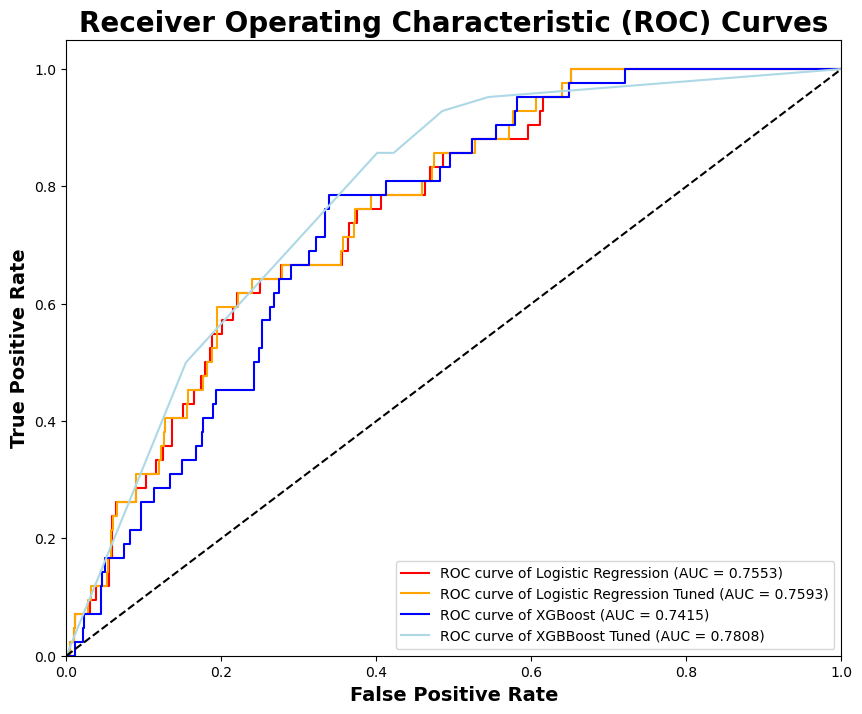 Receiver Operating Characteristic (ROC) Curves
1.0
0.8
0.6
0.4
0.2
0.0
True Positive Rate
ROC curve of Logistic Regression (AUC = 0.7553)
ROC curve of Logistic Regression Tuned (AUC = 0.7593)
ROC curve of XGBoost (AUC = 0.7415)
ROC curve of XGBBoost Tuned (AUC = 0.7808)
0.0
0.2
0.4
0.6
0.8
1.0
False Positive Rate